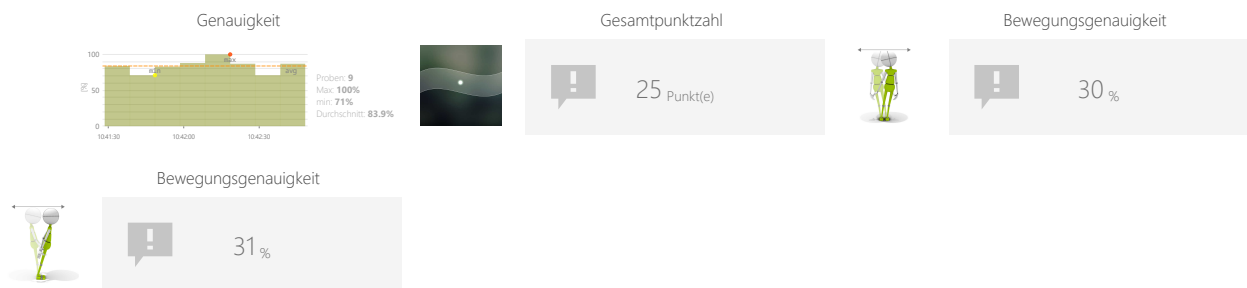 Genauigkeit
100
50
0
[%]
min
max
avg
10:41:30
10:42:00
10:42:30
Proben: 9
Max: 100%
min: 71%
Durchschnitt: 83.9%
Gesamtpunktzahl
25 Punkt(e)
Bewegungsgenauigkeit
30 %
Bewegungsgenauigkeit
31 %